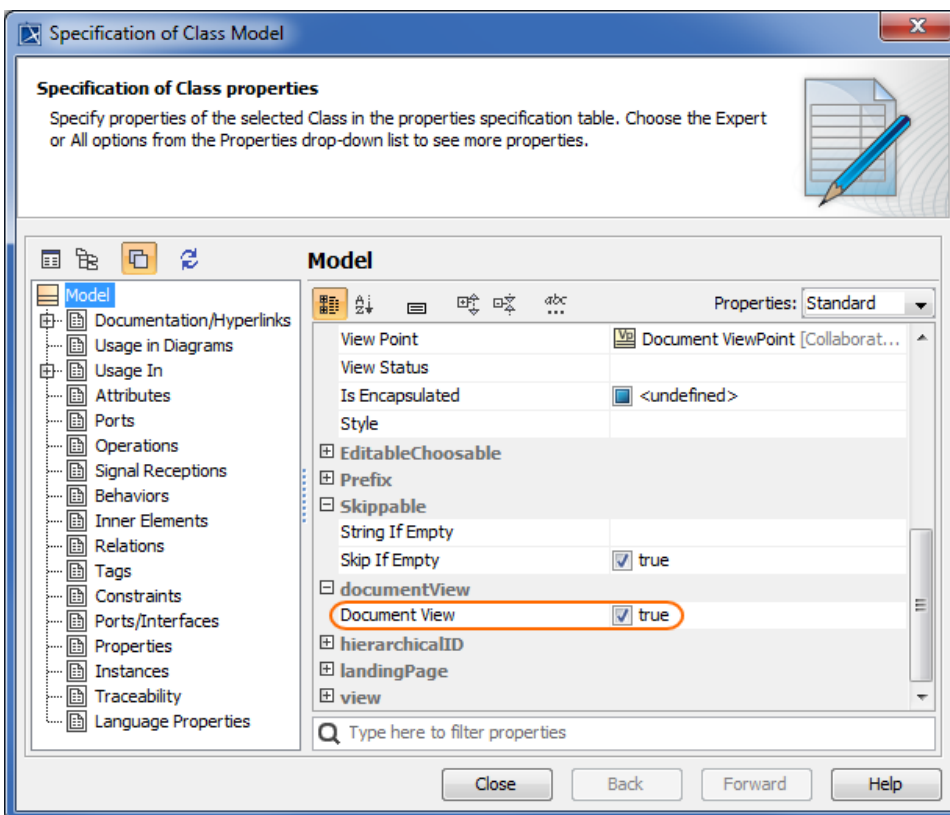 Specification of Class Model
Specification of Class properties
Specify properties of the selected Class in the properties specification table. Choose the Expert
or All options from the Properties drop-down list to see more properties.
Model
Properties: Standard
Model
Documentation/Hyperlinks
Usage in Diagrams
Usage In
Attributes
Ports
Operations
Signal Receptions
Behaviors
Inner Elements
Relations
Tags
Constraints
Ports/Interfaces
Properties
Instances
Traceability
Language Properties
View Point Document ViewPoint [Collaborat...
View Status
Is Encapsulated <undefined>
Style
EditableChoosable
Prefix
Skippable
String If Empty
Skip If Empty true
documentView
Document View true
hierarchicalID
landingPage
view
Type here to filter properties
Close Back Forward Help